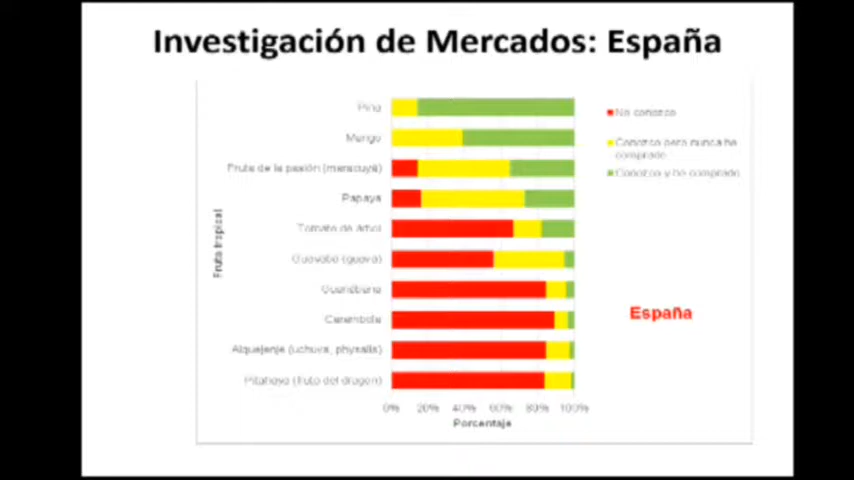 Investigación de Mercados: España
Piña
No conozco
Mango
Conozco pero nunca he
comprado
Fruta de la pasión (maracuyá)
Conozco y he comprado
Papaya
Tomate de árbol
Fruta tropical
Guayaba (guava)
Guanábana
España
Carambola
Alquejenje (uchuva, physalis)
Pitahaya (fruta del dragon)
0% 20% 40% 60% 80% 100%
Porcentaje